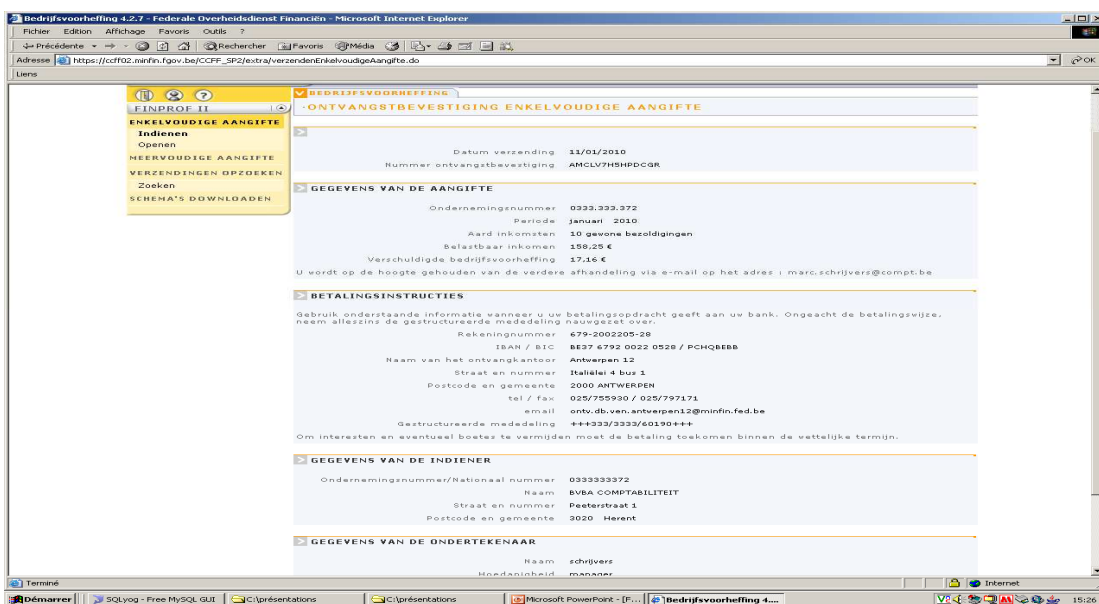 Bedrijfsvoorheffing 4.2.7 - Federale Overheidsdienst Financiën - Microsoft Internet Explorer
Fichier Edition Affichage Favoris Outils ?
Précédente Rechercher Favoris Média
Adresse https://ccff02.minfin.fgov.be/CCFF_SP2/extra/verzendenEnkelvoudigeAangifte.do OK
Liens
FINPROF II
ENKELVOUDIGE AANGIFTE
Indienen
Openen
MEERVOUDIGE AANGIFTE
VERZENDINGEN OPZOEKEN
Zoeken
SCHEMA'S DOWNLOADEN
BEDRIJFSVOORHEFFING
-ONTVANGSTBEVESTIGING ENKELVOUDIGE AANGIFTE
Datum verzending 11/01/2010
Nummer ontvangstbevestiging AMCLV7H5HPDCGR
GEGEVENS VAN DE AANGIFTE
Ondernemingsnummer 0333.333.372
Periode januari 2010
Aard inkomsten 10 gewone bezoldigingen
Belastbaar inkomen 158,25 €
Verschuldigde bedrijfsvoorheffing 17,16 €
U wordt op de hoogte gehouden van de verdere afhandeling via e-mail op het adres : marc.schrijvers@compt.be
BETALINGSINSTRUCTIES
Gebruik onderstaande informatie wanneer u uw betalingsopdracht geeft aan uw bank. Ongeacht de betalingswijze,
neem alleszins de gestructureerde mededeling nauwgezet over.
Rekeningnummer 679-2002205-28
IBAN / BIC BE37 6792 0022 0528 / PCHQBEBB
Naam van het ontvangkantoor Antwerpen 12
Straat en nummer Italiëlei 4 bus 1
Postcode en gemeente 2000 ANTWERPEN
tel / fax 025/755930 / 025/797171
email ontv.db.ven.antwerpen12@minfin.fed.be
Gestructureerde mededeling +++333/3333/60190+++
Om interesten en eventueel boetes te vermijden moet de betaling toekomen binnen de wettelijke termijn.
GEGEVENS VAN DE INDIENER
Ondernemingsnummer/Nationaal nummer 0333333372
Naam BVBA COMPTABILITEIT
Straat en nummer Peeterstraat 1
Postcode en gemeente 3020 Herent
GEGEVENS VAN DE ONDERTEKENAAR
Naam schrijvers
Hoedanigheid manager
Terminé Internet
Démarrer SQLyog - Free MySQL GUI C:\présentations C:\présentations Microsoft PowerPoint - [F... Bedrijfsvoorheffing 4.... 15:26